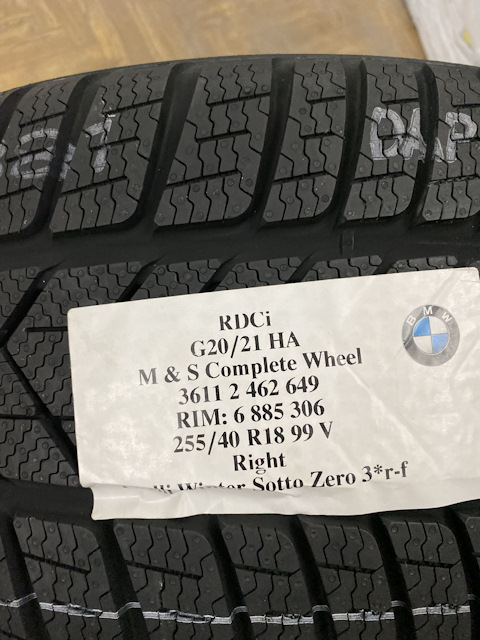 DAP
BMW
RDCi
G20/21 HA
M & S Complete Wheel
3611 2 462 649
RIM: 6 885 306
255/40 R18 99 V
Right
Winter Sotto Zero 3*r-f